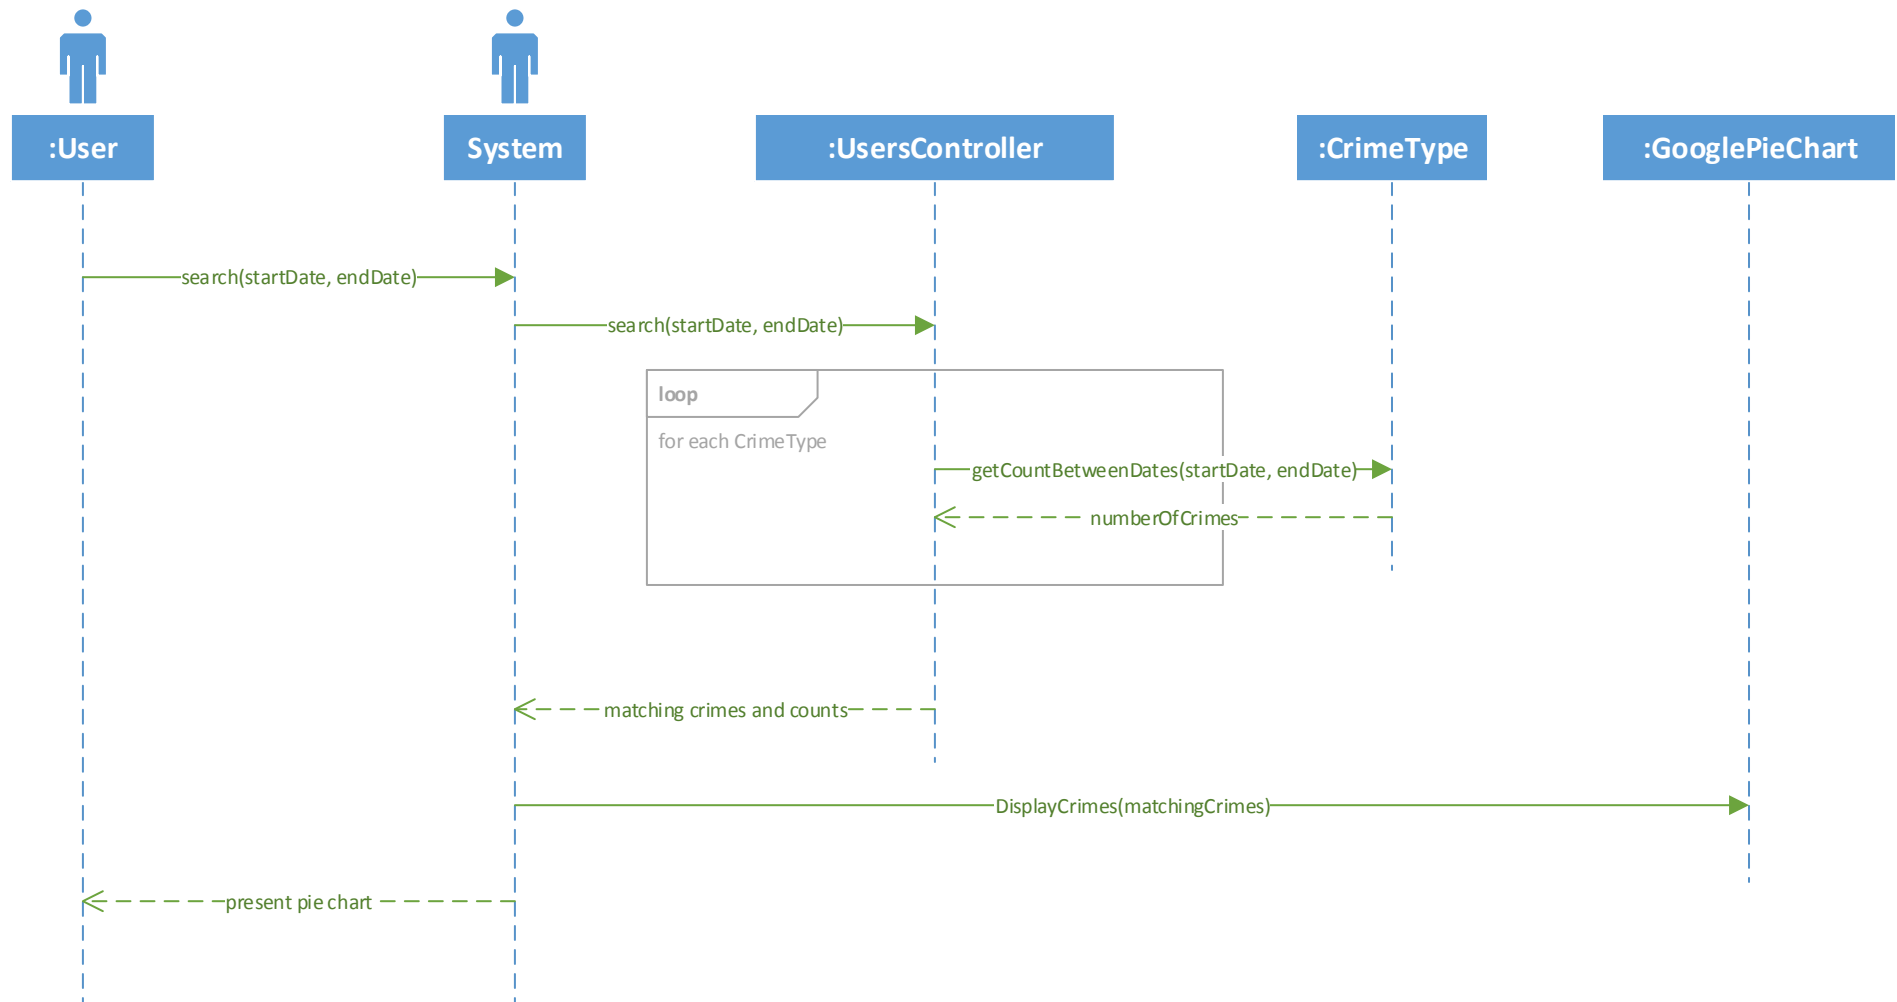 :User
System
:UsersController
:CrimeType
:GooglePieChart
search(startDate, endDate)
search(startDate, endDate)
loop
for each CrimeType
getCountBetweenDates(startDate, endDate)
numberOfCrimes
matching crimes and counts
DisplayCrimes(matchingCrimes)
present pie chart